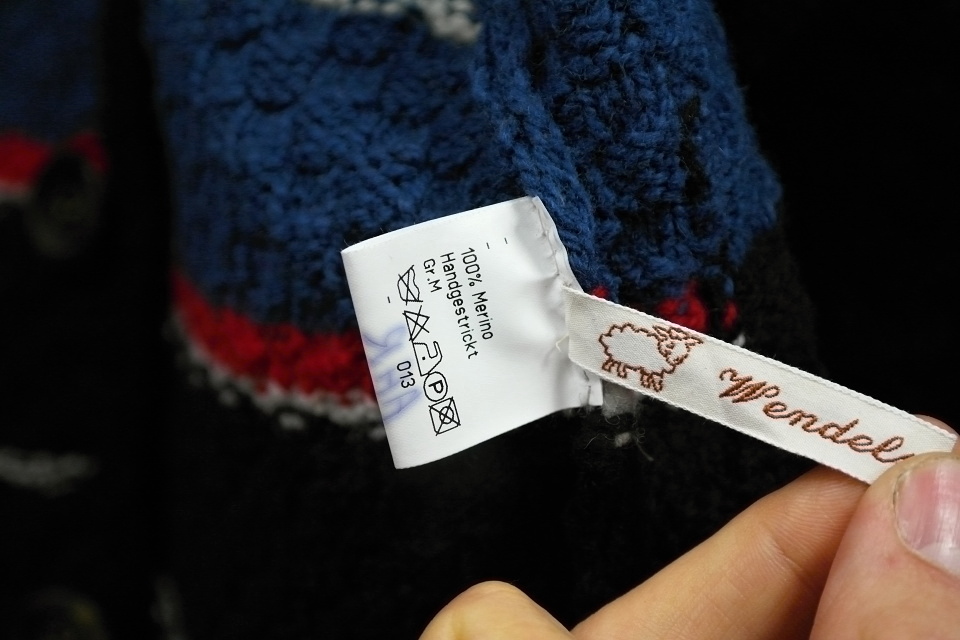 100% Merino
Handgestrickt
Gr.M
P
013
Wendel